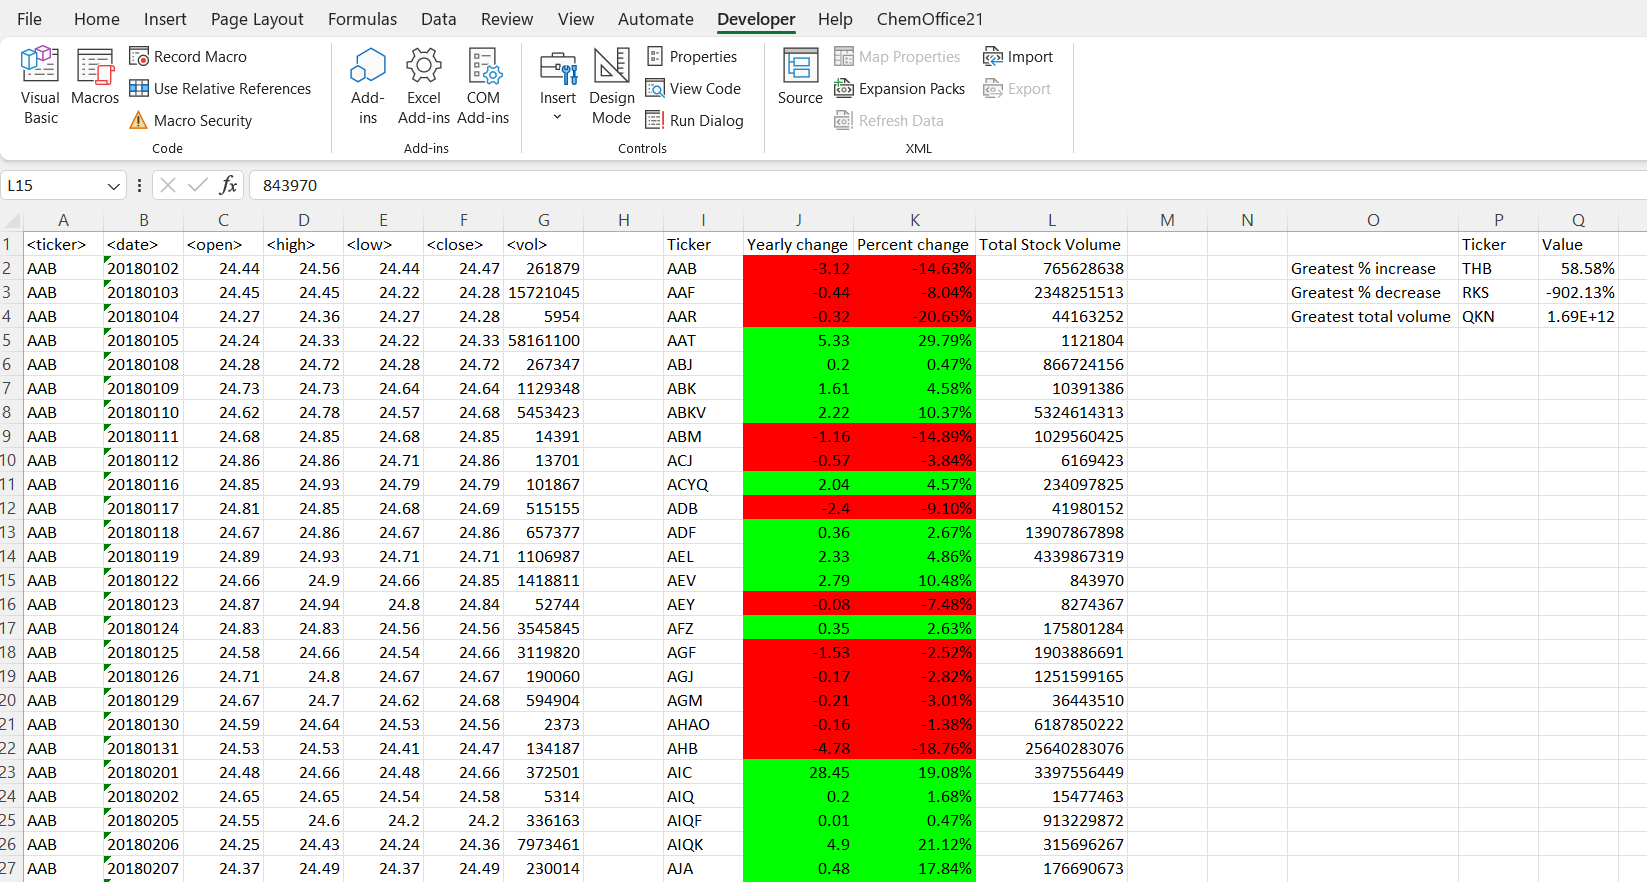 File Home Insert Page Layout Formulas Data Review View Automate Developer Help ChemOffice21
Visual Basic Macros Record Macro Use Relative References Macro Security Code
Add-ins Excel Add-ins COM Add-ins Add-ins
Insert Design Mode Properties View Code Run Dialog Controls
Source Map Properties Expansion Packs Refresh Data Import Export XML
L15 fx 843970
A B C D E F G H I J K L M N O P Q
1 <ticker> <date> <open> <high> <low> <close> <vol> Ticker Yearly change Percent change Total Stock Volume Ticker Value
2 AAB 20180102 24.44 24.56 24.44 24.47 261879 AAB -3.12 -14.63% 765628638 Greatest % increase THB 58.58%
3 AAB 20180103 24.45 24.45 24.22 24.28 15721045 AAF -0.44 -8.04% 2348251513 Greatest % decrease RKS -902.13%
4 AAB 20180104 24.27 24.36 24.27 24.28 5954 AAR -0.32 -20.65% 44163252 Greatest total volume QKN 1.69E+12
5 AAB 20180105 24.24 24.33 24.22 24.33 58161100 AAT 5.33 29.79% 1121804
6 AAB 20180108 24.28 24.72 24.28 24.72 267347 ABJ 0.2 0.47% 866724156
7 AAB 20180109 24.73 24.73 24.64 24.64 1129348 ABK 1.61 4.58% 10391386
8 AAB 20180110 24.62 24.78 24.57 24.68 5453423 ABKV 2.22 10.37% 5324614313
9 AAB 20180111 24.68 24.85 24.68 24.85 14391 ABM -1.16 -14.89% 1029560425
10 AAB 20180112 24.86 24.86 24.71 24.86 13701 ACJ -0.57 -3.84% 6169423
11 AAB 20180116 24.85 24.93 24.79 24.79 101867 ACYQ 2.04 4.57% 234097825
12 AAB 20180117 24.81 24.85 24.68 24.69 515155 ADB -2.4 -9.10% 41980152
13 AAB 20180118 24.67 24.86 24.67 24.86 657377 ADF 0.36 2.67% 13907867898
14 AAB 20180119 24.89 24.93 24.71 24.71 1106987 AEL 2.33 4.86% 4339867319
15 AAB 20180122 24.66 24.9 24.66 24.85 1418811 AEV 2.79 10.48% 843970
16 AAB 20180123 24.87 24.94 24.8 24.84 52744 AEY -0.08 -7.48% 8274367
17 AAB 20180124 24.83 24.83 24.56 24.56 3545845 AFZ 0.35 2.63% 175801284
18 AAB 20180125 24.58 24.66 24.54 24.66 3119820 AGF -1.53 -2.52% 1903886691
19 AAB 20180126 24.71 24.8 24.67 24.67 190060 AGJ -0.17 -2.82% 1251599165
20 AAB 20180129 24.67 24.7 24.62 24.68 594904 AGM -0.21 -3.01% 36443510
21 AAB 20180130 24.59 24.64 24.53 24.56 2373 AHAO -0.16 -1.38% 6187850222
22 AAB 20180131 24.53 24.53 24.41 24.47 134187 AHB -4.78 -18.76% 25640283076
23 AAB 20180201 24.48 24.66 24.48 24.66 372501 AIC 28.45 19.08% 3397556449
24 AAB 20180202 24.65 24.65 24.54 24.58 5314 AIQ 0.2 1.68% 15477463
25 AAB 20180205 24.55 24.6 24.2 24.2 336163 AIQF 0.01 0.47% 913229872
26 AAB 20180206 24.25 24.43 24.24 24.36 7973461 AIQK 4.9 21.12% 315696267
27 AAB 20180207 24.37 24.49 24.37 24.49 230014 AJA 0.48 17.84% 176690673